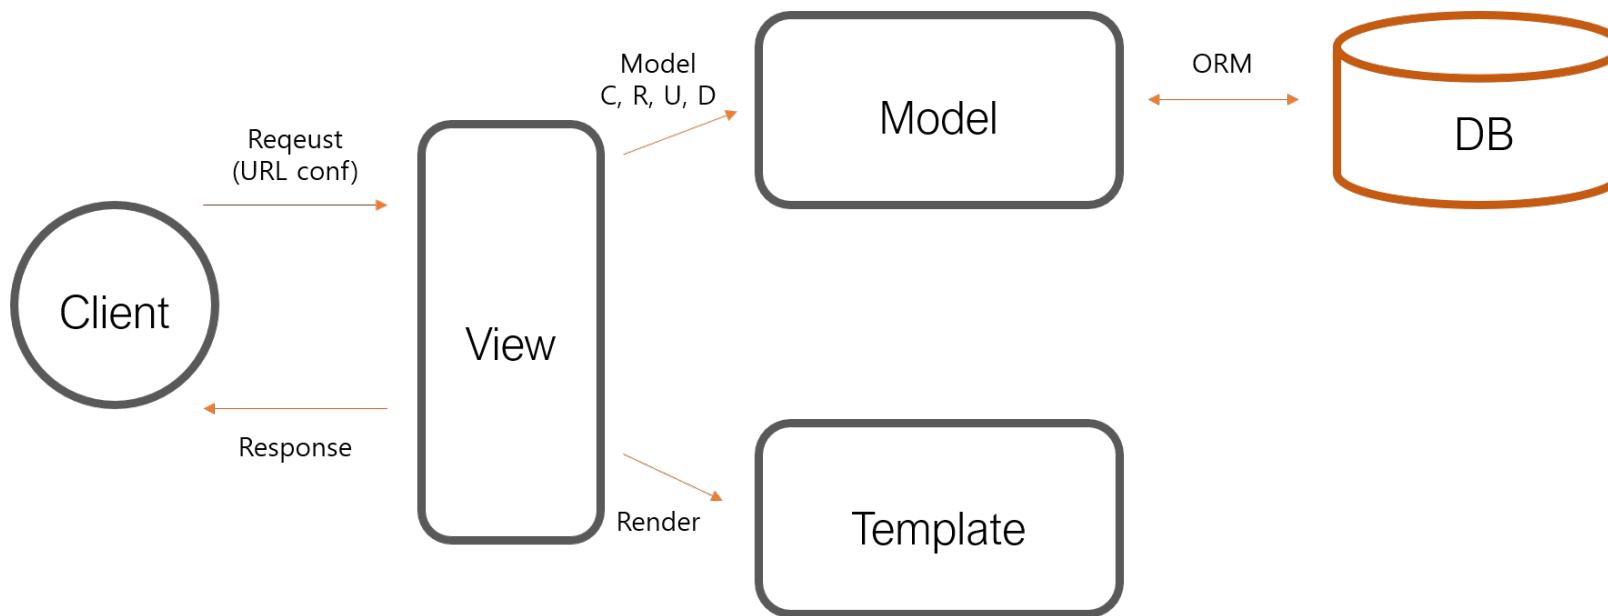 Model
C, R, U, D
Model
ORM
DB
Reqeust
(URL conf)
Client
View
Response
Render
Template